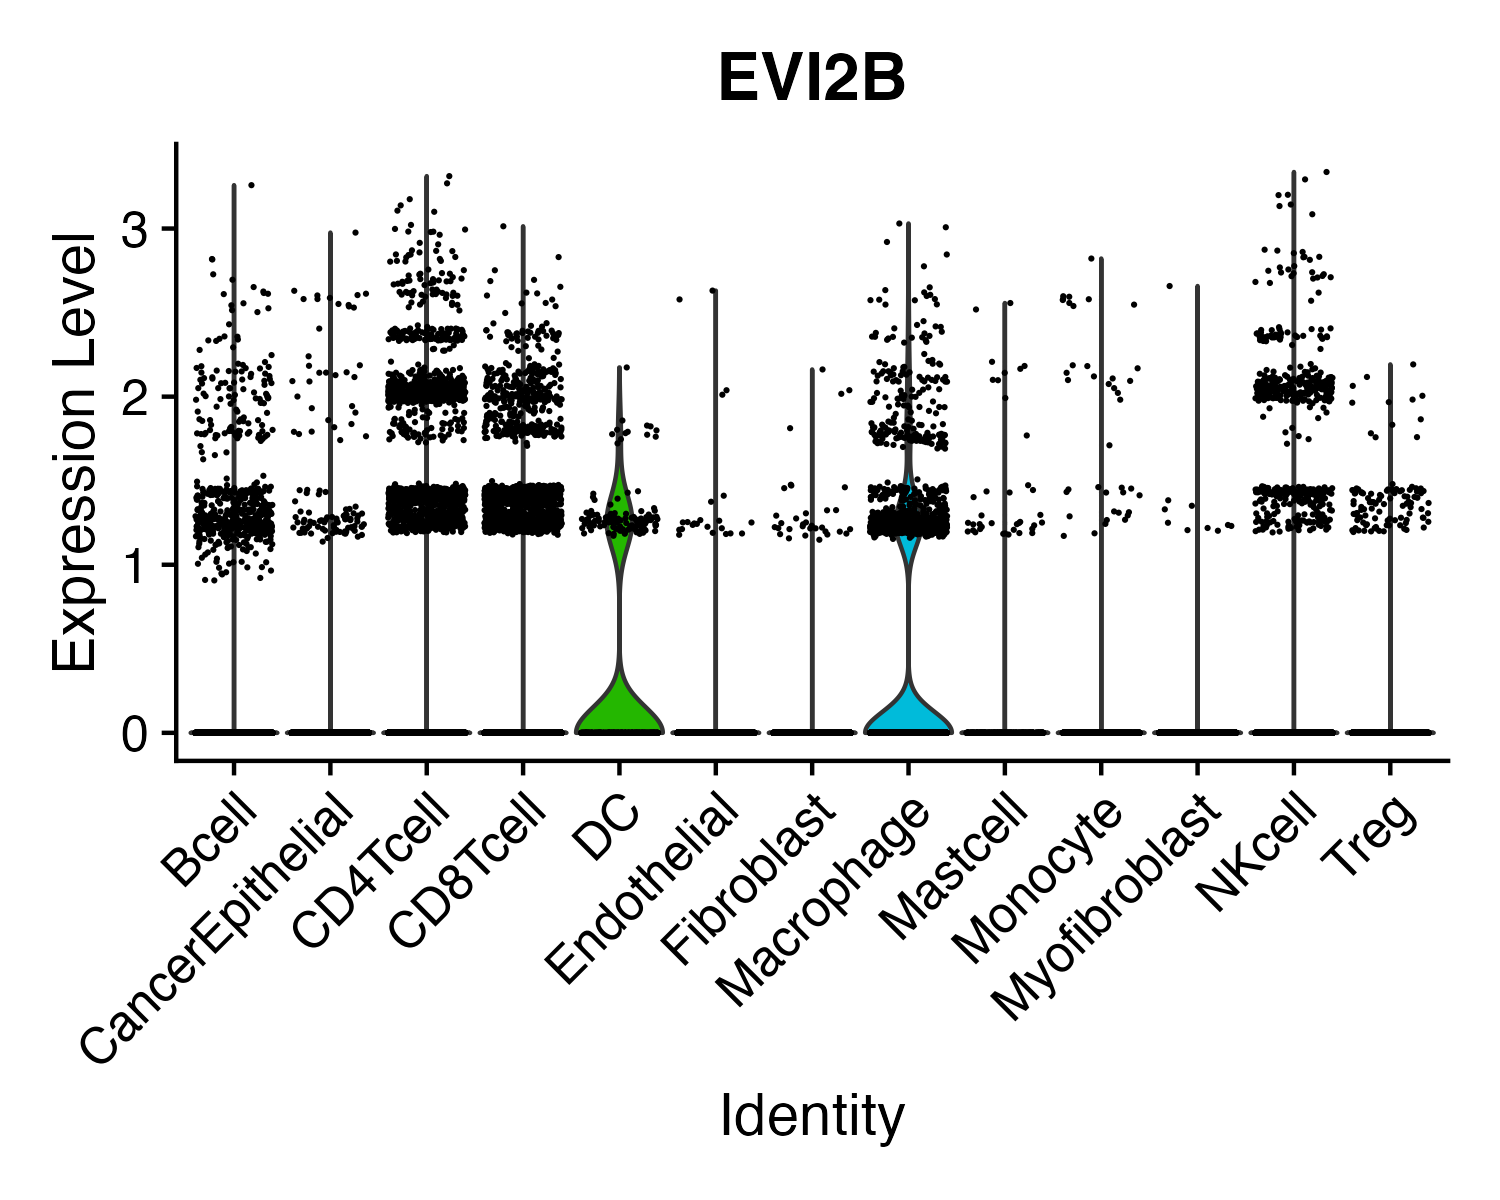 EVI2B
Expression Level
3
2
1
0
Bcell
CancerEpithelial
CD4Tcell
CD8Tcell
DC
Endothelial
Fibroblast
Macrophage
Mastcell
Monocyte
Myofibroblast
NKcell
Treg
Identity